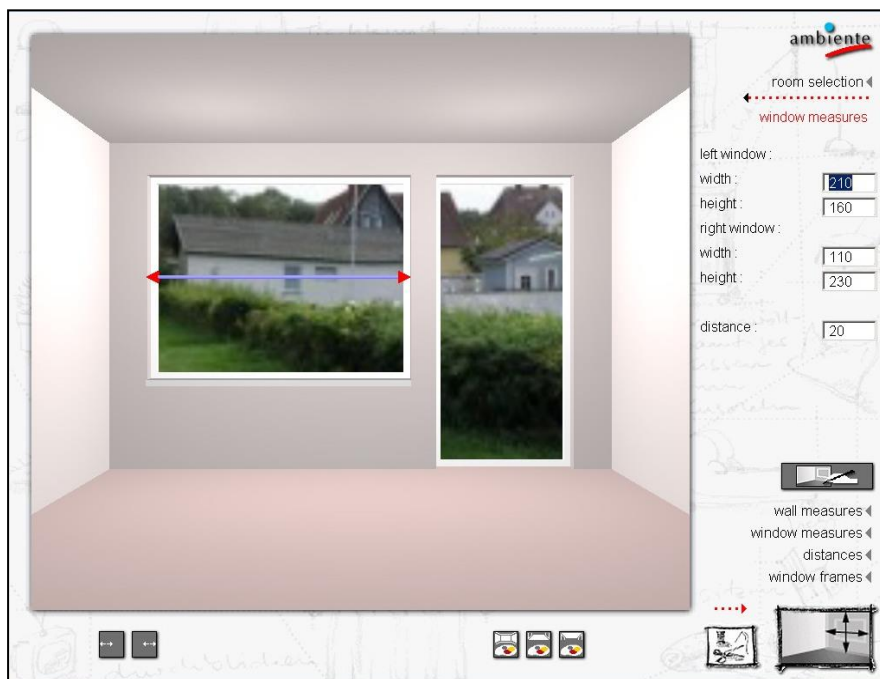 ambiente
room selection
window measures
left window :
width : 210
height : 160
right window :
width : 110
height : 230
distance : 20
wall measures
window measures
distances
window frames